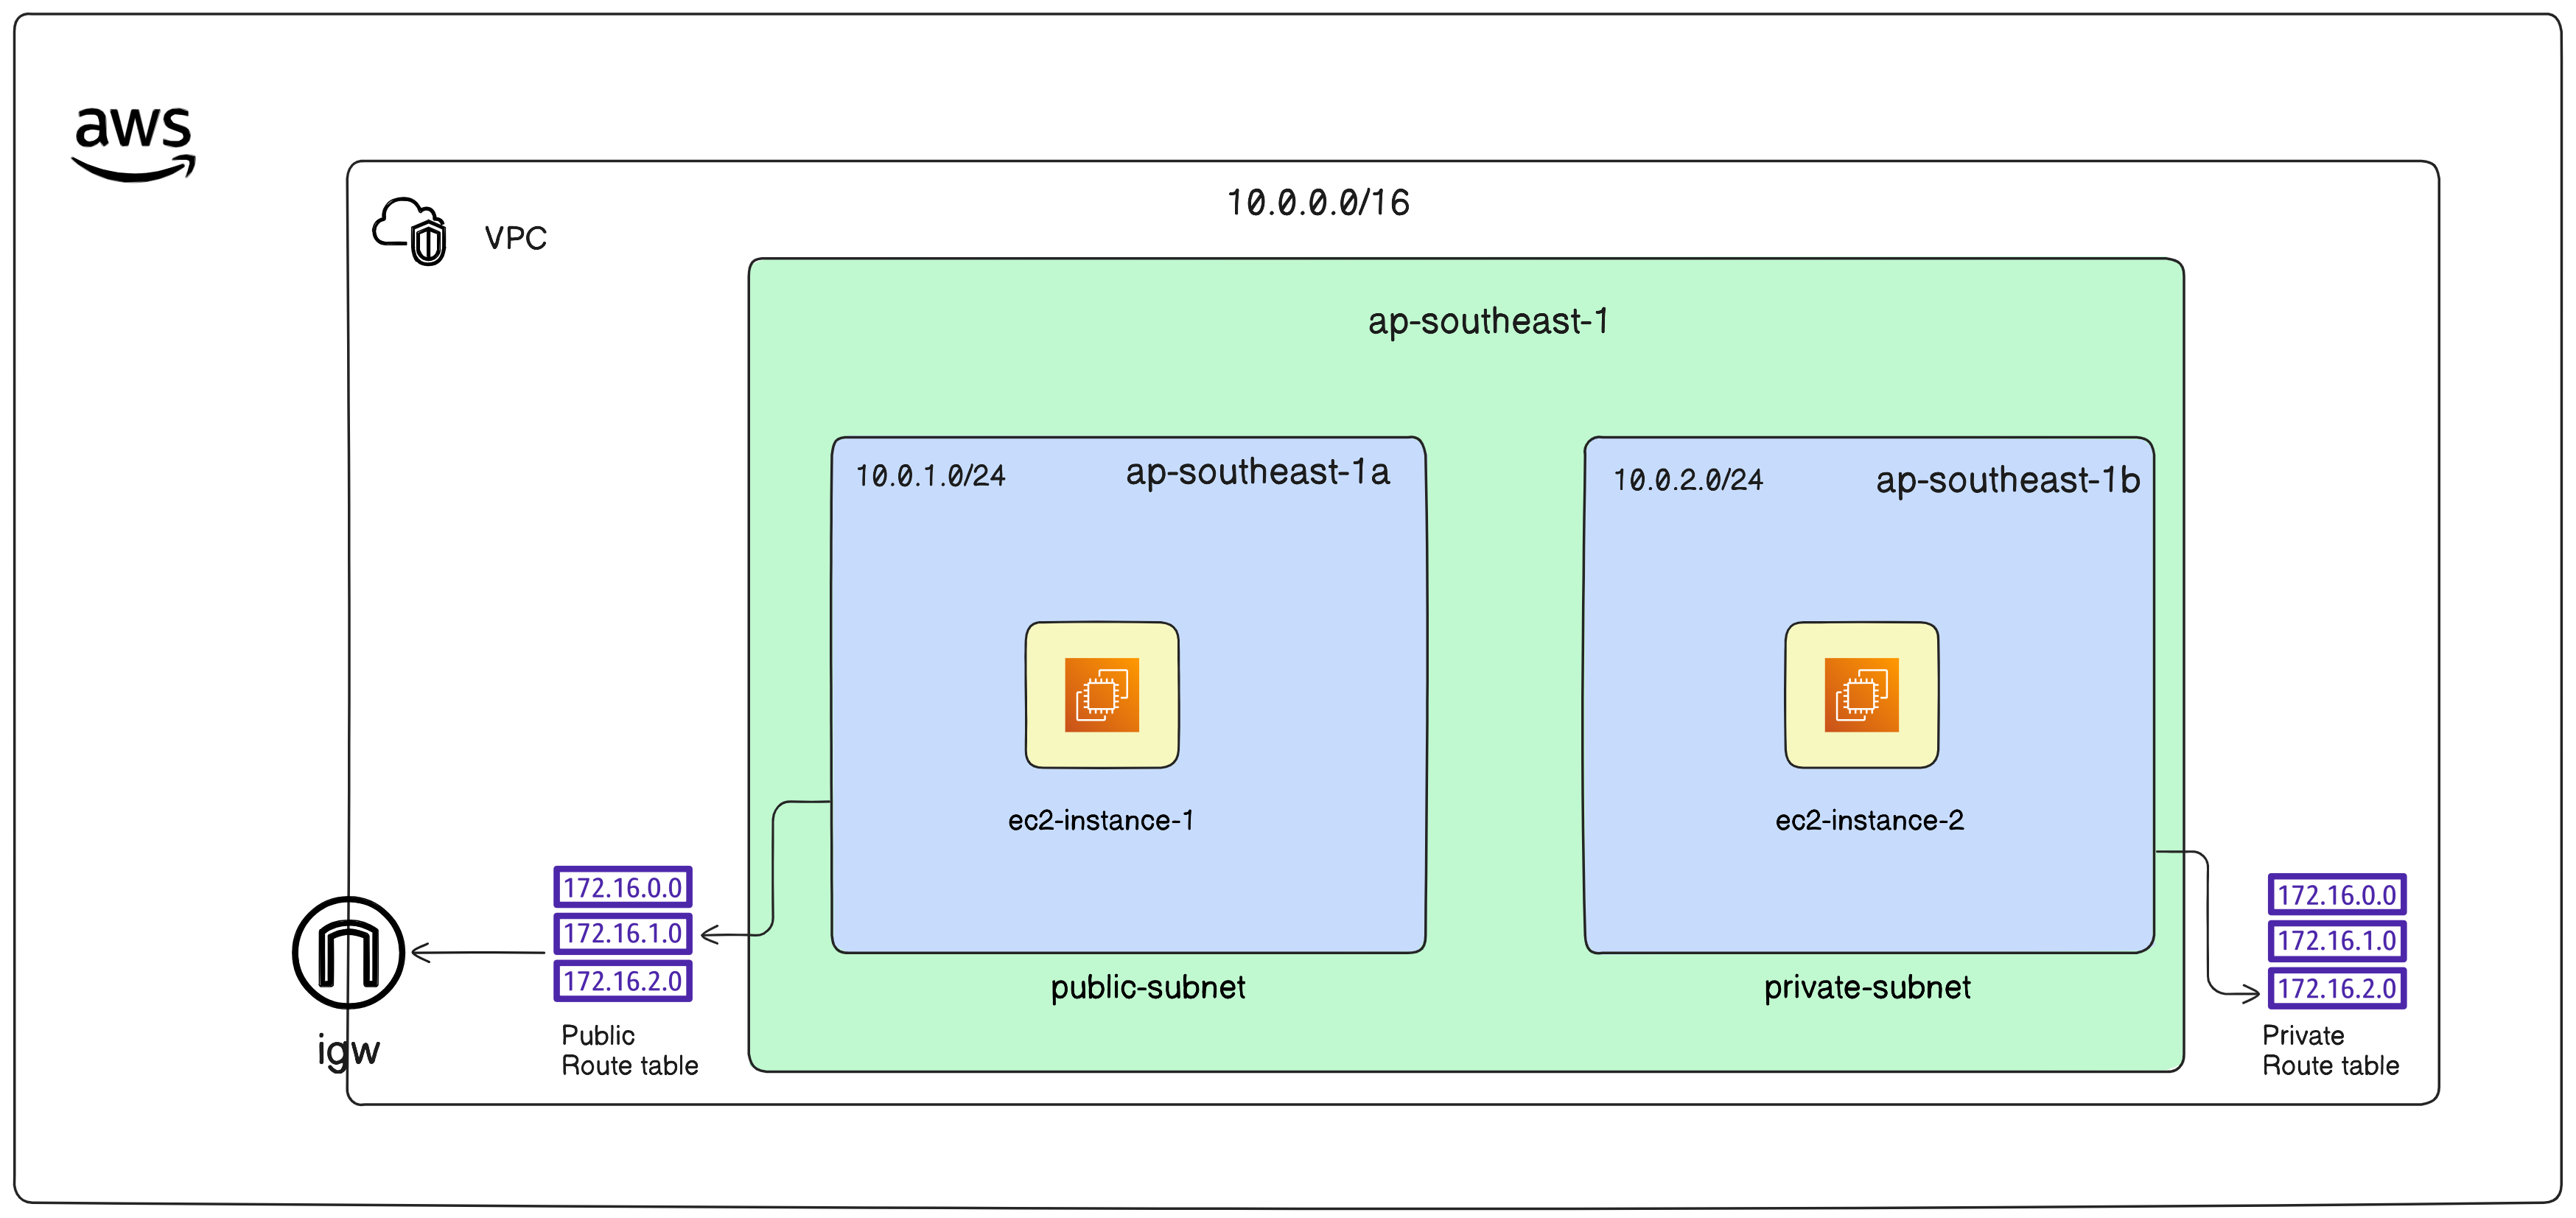 aws
VPC
10.0.0.0/16
ap-southeast-1
10.0.1.0/24
ap-southeast-1a
10.0.2.0/24
ap-southeast-1b
ec2-instance-1
ec2-instance-2
public-subnet
private-subnet
igw
172.16.0.0
172.16.1.0
172.16.2.0
Public
Route table
172.16.0.0
172.16.1.0
172.16.2.0
Private
Route table